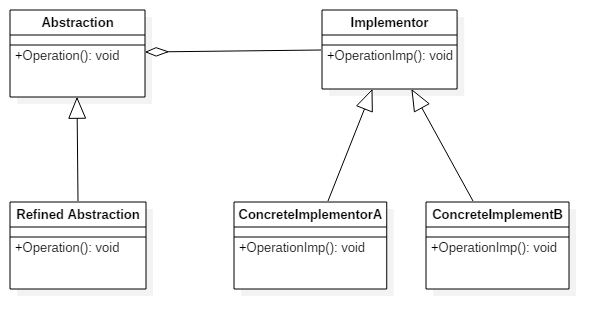 Abstraction
+Operation(): void
Implementor
+OperationImp(): void
Refined Abstraction
+Operation(): void
ConcreteImplementorA
+OperationImp(): void
ConcreteImplementB
+OperationImp(): void